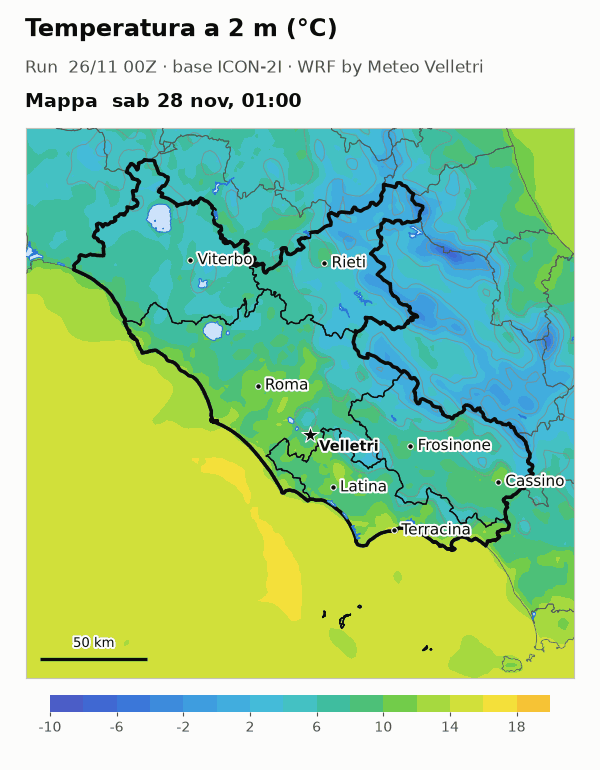 Temperatura a 2 m (°C)
Run  26/11 00Z · base ICON-2I · WRF by Meteo Velletri
Mappa  sab 28 nov, 01:00
Viterbo
Rieti
Roma
Velletri
Frosinone
Cassino
Latina
Terracina
50 km
-10 -6 -2 2 6 10 14 18